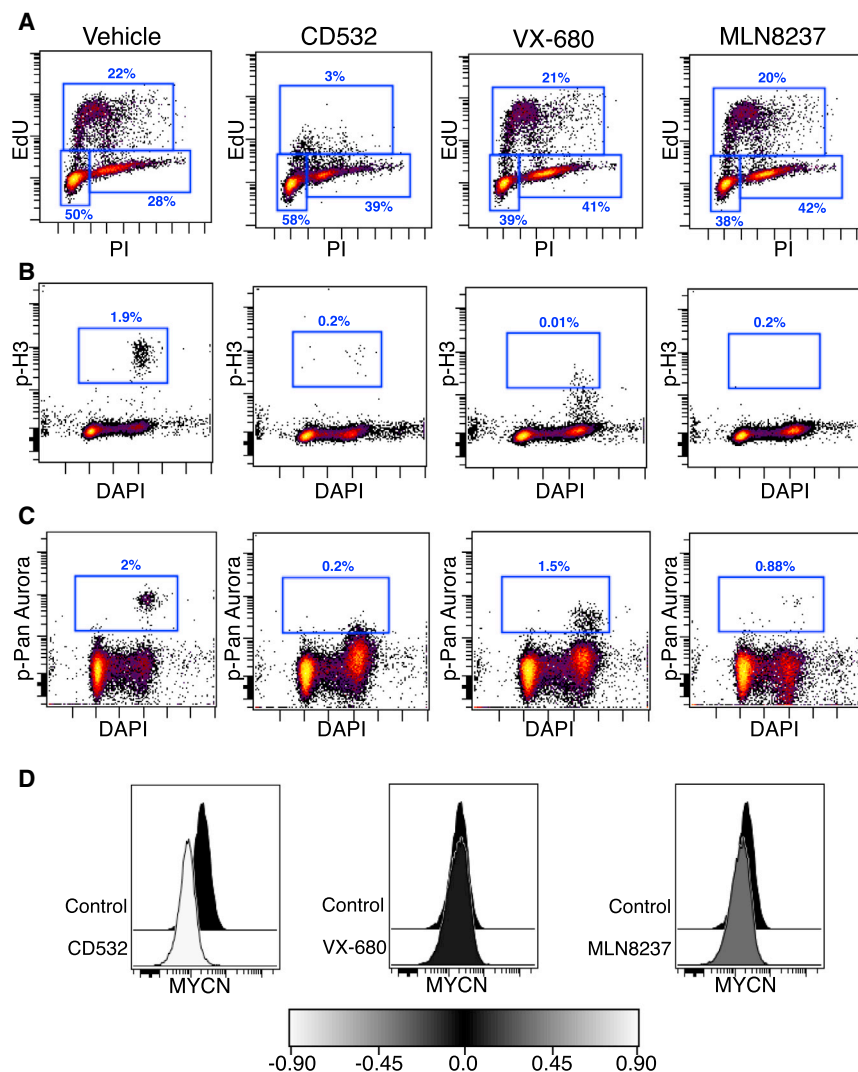 A
Vehicle CD532 VX-680 MLN8237
22% 3% 21% 20%
EdU EdU EdU EdU
50% 28% 58% 39% 39% 41% 38% 42%
PI PI PI PI
B
1.9% 0.2% 0.01% 0.2%
p-H3 p-H3 p-H3 p-H3
DAPI DAPI DAPI DAPI
C
2% 0.2% 1.5% 0.88%
p-Pan Aurora p-Pan Aurora p-Pan Aurora p-Pan Aurora
DAPI DAPI DAPI DAPI
D
Control Control Control
CD532 VX-680 MLN8237
MYCN MYCN MYCN
-0.90 -0.45 0.0 0.45 0.90